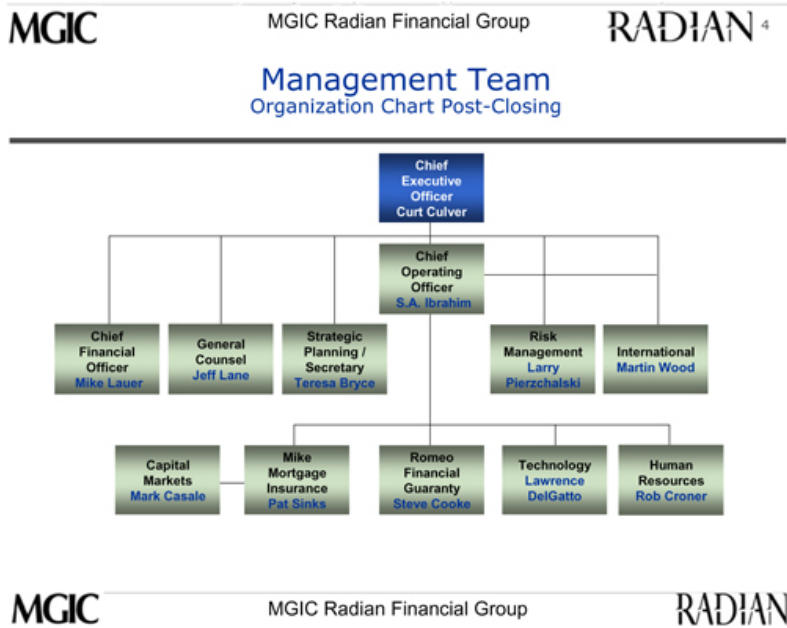 MGIC
MGIC Radian Financial Group
RADIAN 4
Management Team
Organization Chart Post-Closing
Chief
Executive
Officer
Curt Culver
Chief
Operating
Officer
S.A. Ibrahim
Chief
Financial
Officer
Mike Lauer
General
Counsel
Jeff Lane
Strategic
Planning /
Secretary
Teresa Bryce
Risk
Management
Larry
Pierzchalski
International
Martin Wood
Capital
Markets
Mark Casale
Mike
Mortgage
Insurance
Pat Sinks
Romeo
Financial
Guaranty
Steve Cooke
Technology
Lawrence
DelGatto
Human
Resources
Rob Croner
MGIC
MGIC Radian Financial Group
RADIAN